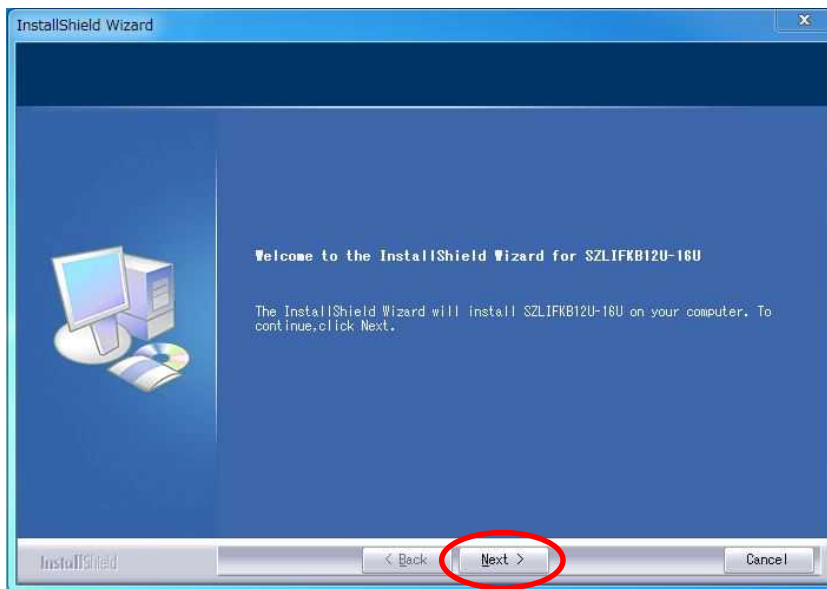 InstallShield Wizard
Welcome to the InstallShield Wizard for SZLIFKB12U-16U
The InstallShield Wizard will install SZLIFKB12U-16U on your computer. To
continue,click Next.
InstallShield
< Back
Next >
Cancel